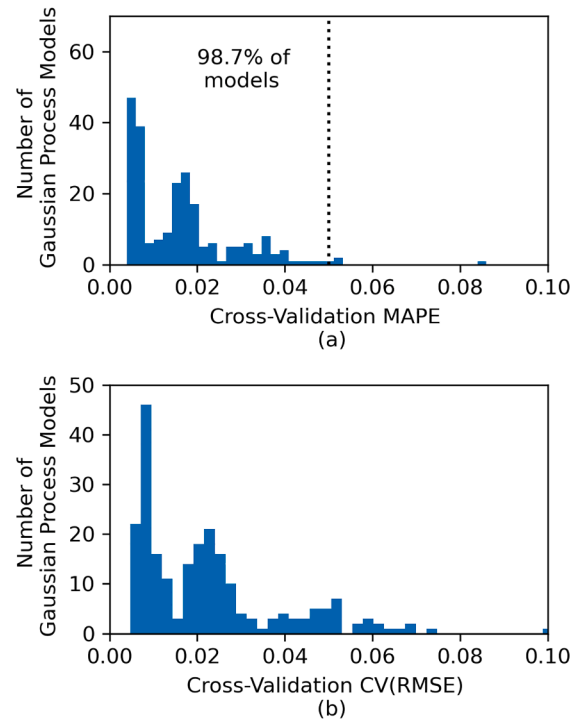 Number of
Gaussian Process Models
60
40
20
0
98.7% of
models
0.00 0.02 0.04 0.06 0.08 0.10
Cross-Validation MAPE
(a)
Number of
Gaussian Process Models
50
40
30
20
10
0
0.00 0.02 0.04 0.06 0.08 0.10
Cross-Validation CV(RMSE)
(b)